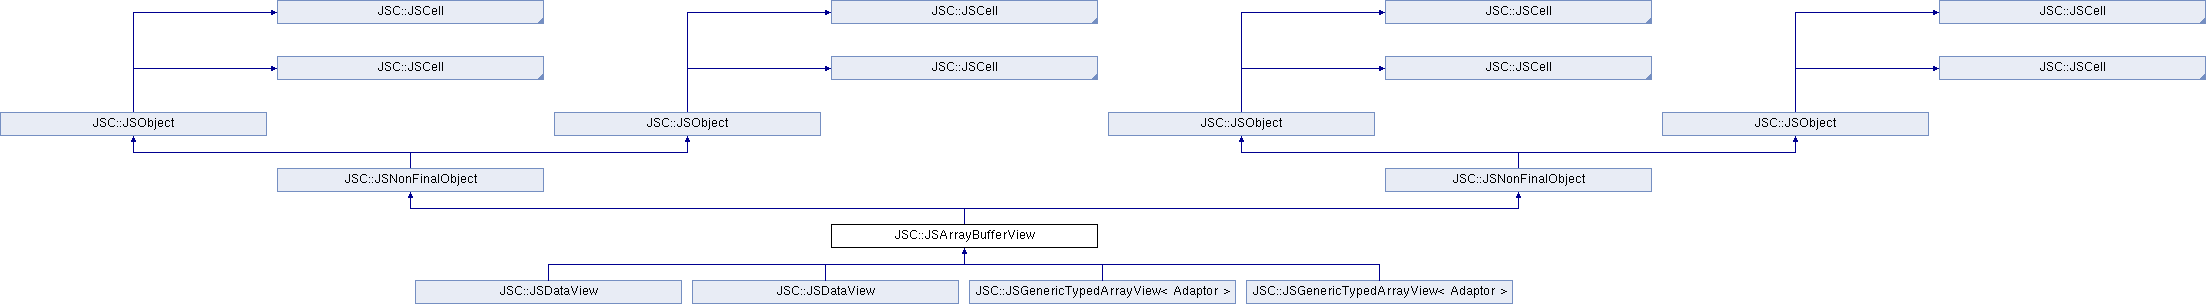 JSC::JSCell
JSC::JSCell
JSC::JSCell
JSC::JSCell
JSC::JSCell
JSC::JSCell
JSC::JSCell
JSC::JSCell
JSC::JSObject
JSC::JSObject
JSC::JSObject
JSC::JSObject
JSC::JSNonFinalObject
JSC::JSNonFinalObject
JSC::JSArrayBufferView
JSC::JSDataView
JSC::JSDataView
JSC::JSGenericTypedArrayView< Adaptor >
JSC::JSGenericTypedArrayView< Adaptor >